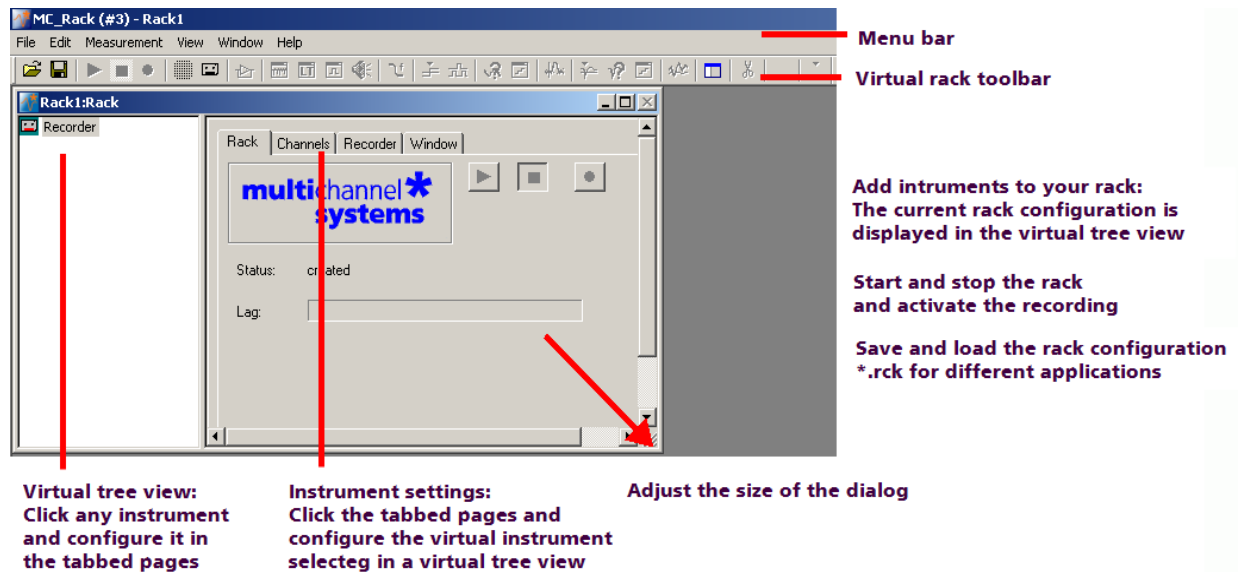 MC_Rack (#3) - Rack1
File Edit Measurement View Window Help
Menu bar
Virtual rack toolbar
Rack1:Rack
Recorder
Rack Channels Recorder Window
multichannel
systems
Status: created
Lag:
Add intruments to your rack:
The current rack configuration is
displayed in the virtual tree view
Start and stop the rack
and activate the recording
Save and load the rack configuration
*.rck for different applications
Virtual tree view:
Click any instrument
and configure it in
the tabbed pages
Instrument settings:
Click the tabbed pages and
configure the virtual instrument
selecteg in a virtual tree view
Adjust the size of the dialog